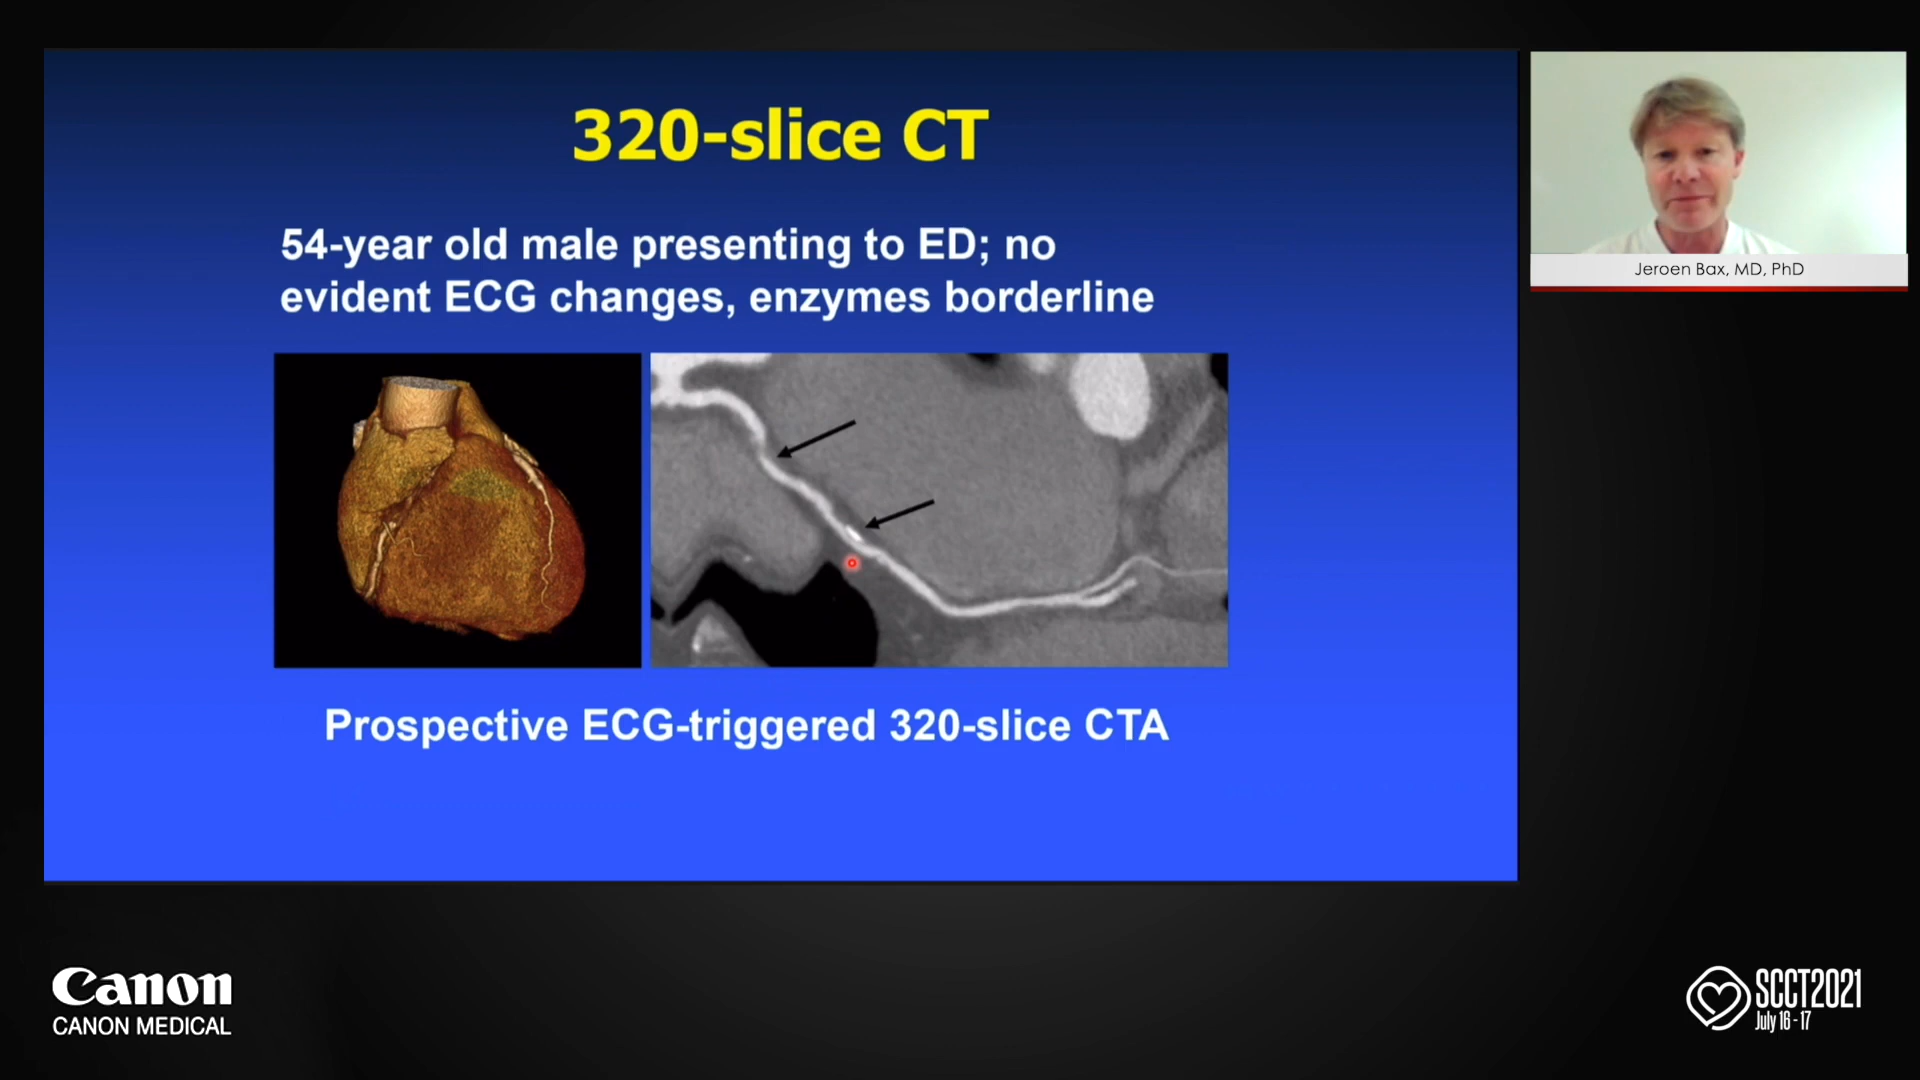 320-slice CT
54-year old male presenting to ED; no
evident ECG changes, enzymes borderline
Prospective ECG-triggered 320-slice CTA
Jeroen Bax, MD, PhD
Canon
CANON MEDICAL
SCCT2021
July 16 - 17